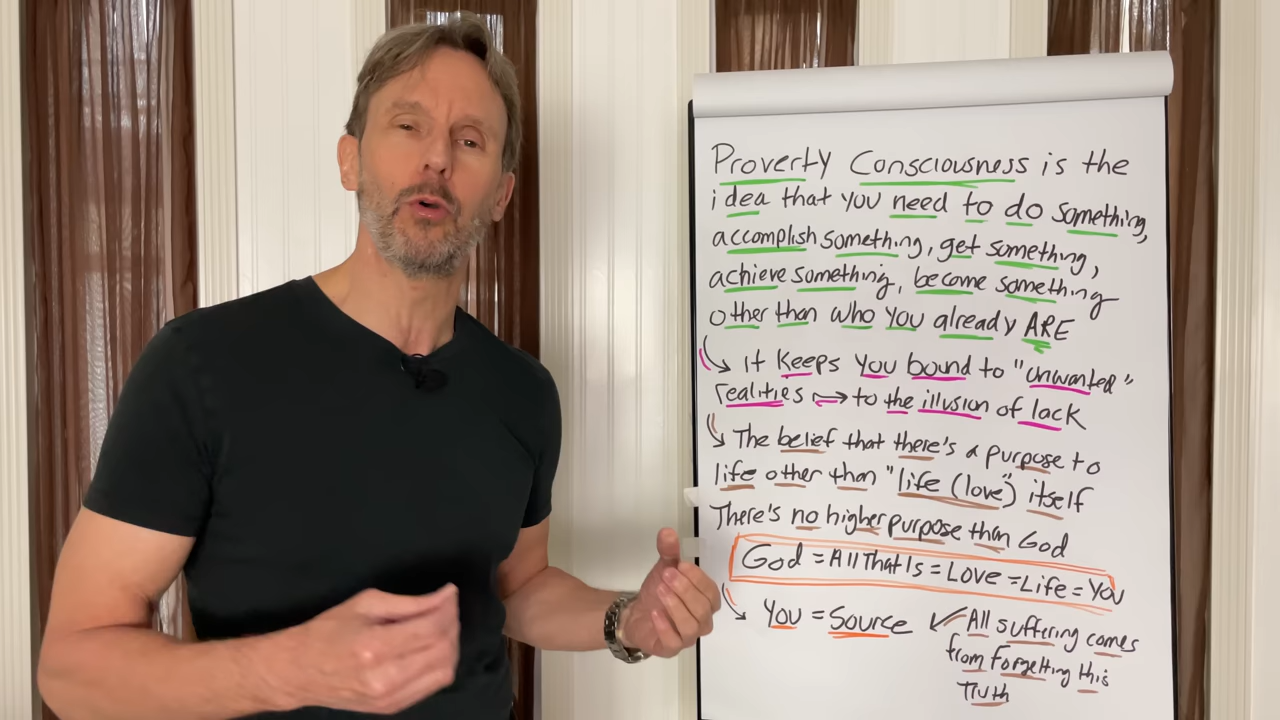 Proverty Consciousness is the
idea that you need to do something,
accomplish something, get something,
achieve something, become something
other than who you already ARE
→ it keeps you bound to "unwanted"
realities ↔ to the illusion of lack
→ The belief that there's a purpose to
life other than "life (love") itself
There's no higher purpose than God
God = All That Is = Love = Life = You
→ You = Source
All suffering comes
from forgetting this
Truth